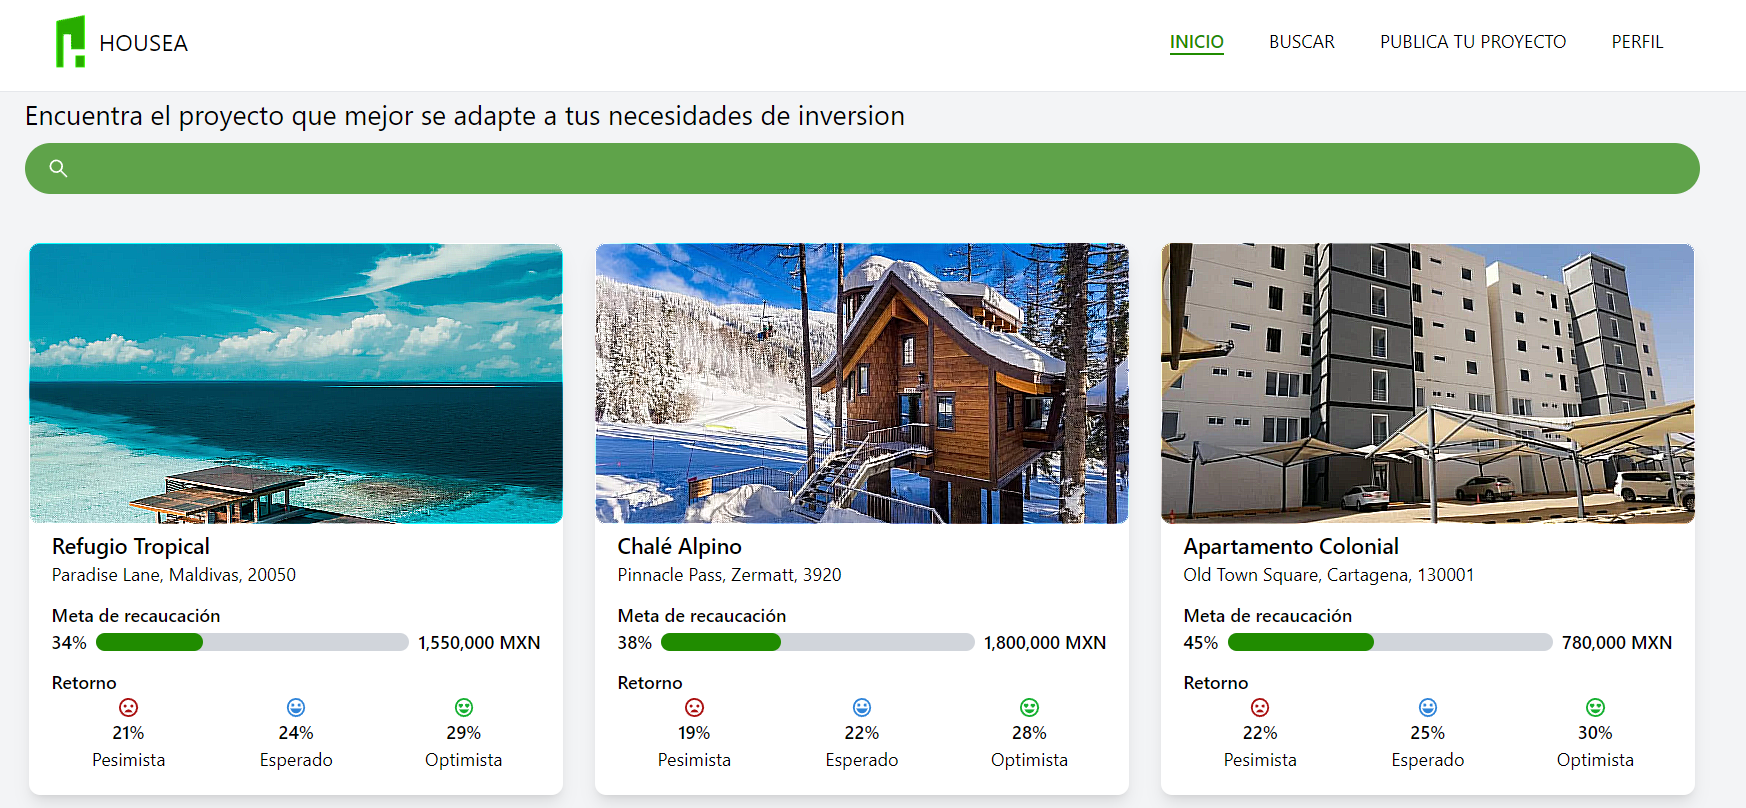 HOUSEA
INICIO
BUSCAR
PUBLICA TU PROYECTO
PERFIL
Encuentra el proyecto que mejor se adapte a tus necesidades de inversion
Refugio Tropical
Paradise Lane, Maldivas, 20050
Meta de recaucación
34%
1,550,000 MXN
Retorno
21%
24%
29%
Pesimista
Esperado
Optimista
Chalé Alpino
Pinnacle Pass, Zermatt, 3920
Meta de recaucación
38%
1,800,000 MXN
Retorno
19%
22%
28%
Pesimista
Esperado
Optimista
Apartamento Colonial
Old Town Square, Cartagena, 130001
Meta de recaucación
45%
780,000 MXN
Retorno
22%
25%
30%
Pesimista
Esperado
Optimista